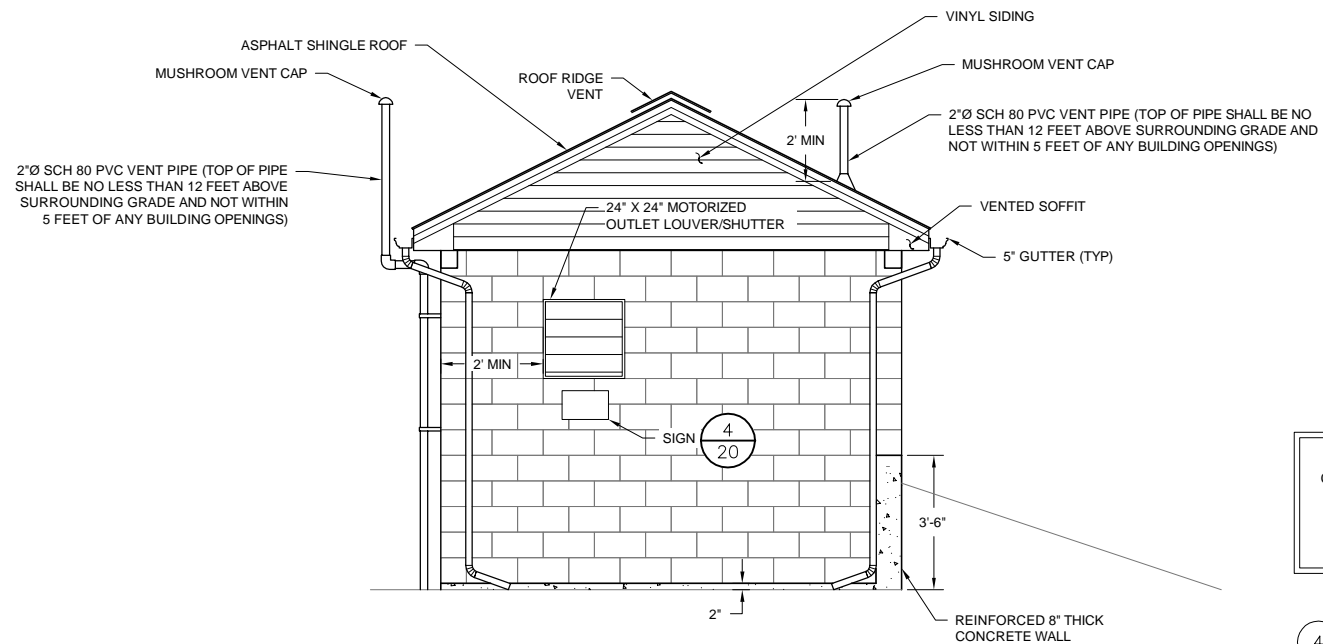 VINYL SIDING
ASPHALT SHINGLE ROOF
MUSHROOM VENT CAP
ROOF RIDGE
VENT
MUSHROOM VENT CAP
2' MIN
2"Ø SCH 80 PVC VENT PIPE (TOP OF PIPE SHALL BE NO
LESS THAN 12 FEET ABOVE SURROUNDING GRADE AND
NOT WITHIN 5 FEET OF ANY BUILDING OPENINGS)
2"Ø SCH 80 PVC VENT PIPE (TOP OF PIPE
SHALL BE NO LESS THAN 12 FEET ABOVE
SURROUNDING GRADE AND NOT WITHIN
5 FEET OF ANY BUILDING OPENINGS)
24" X 24" MOTORIZED
OUTLET LOUVER/SHUTTER
VENTED SOFFIT
5" GUTTER (TYP)
2' MIN
SIGN
4
20
3'-6"
2"
REINFORCED 8" THICK
CONCRETE WALL